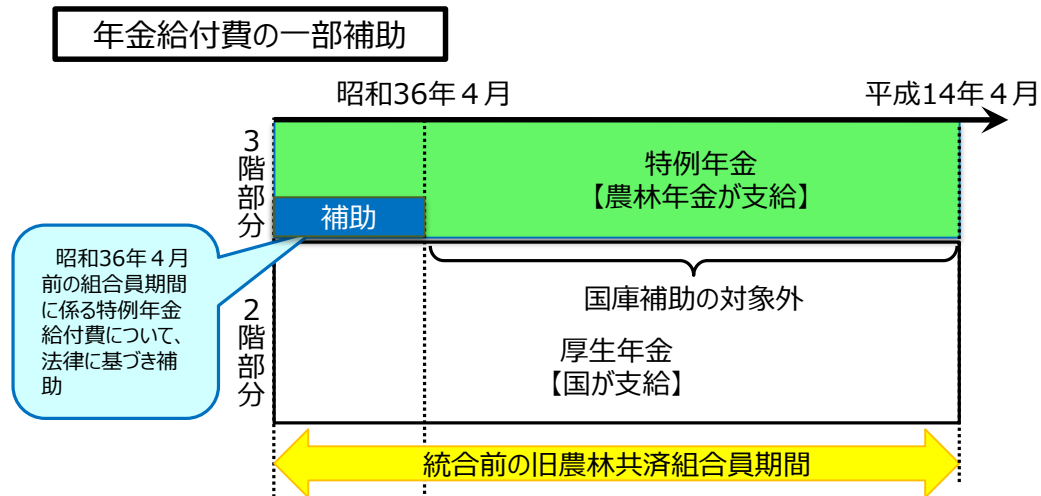 年金給付費の一部補助
昭和36年４月
平成14年４月
3階部分
特例年金
【農林年金が支給】
補助
昭和36年４月
前の組合員期間
に係る特例年金
給付費について、
法律に基づき補
助
国庫補助の対象外
2階部分
厚生年金
【国が支給】
統合前の旧農林共済組合員期間